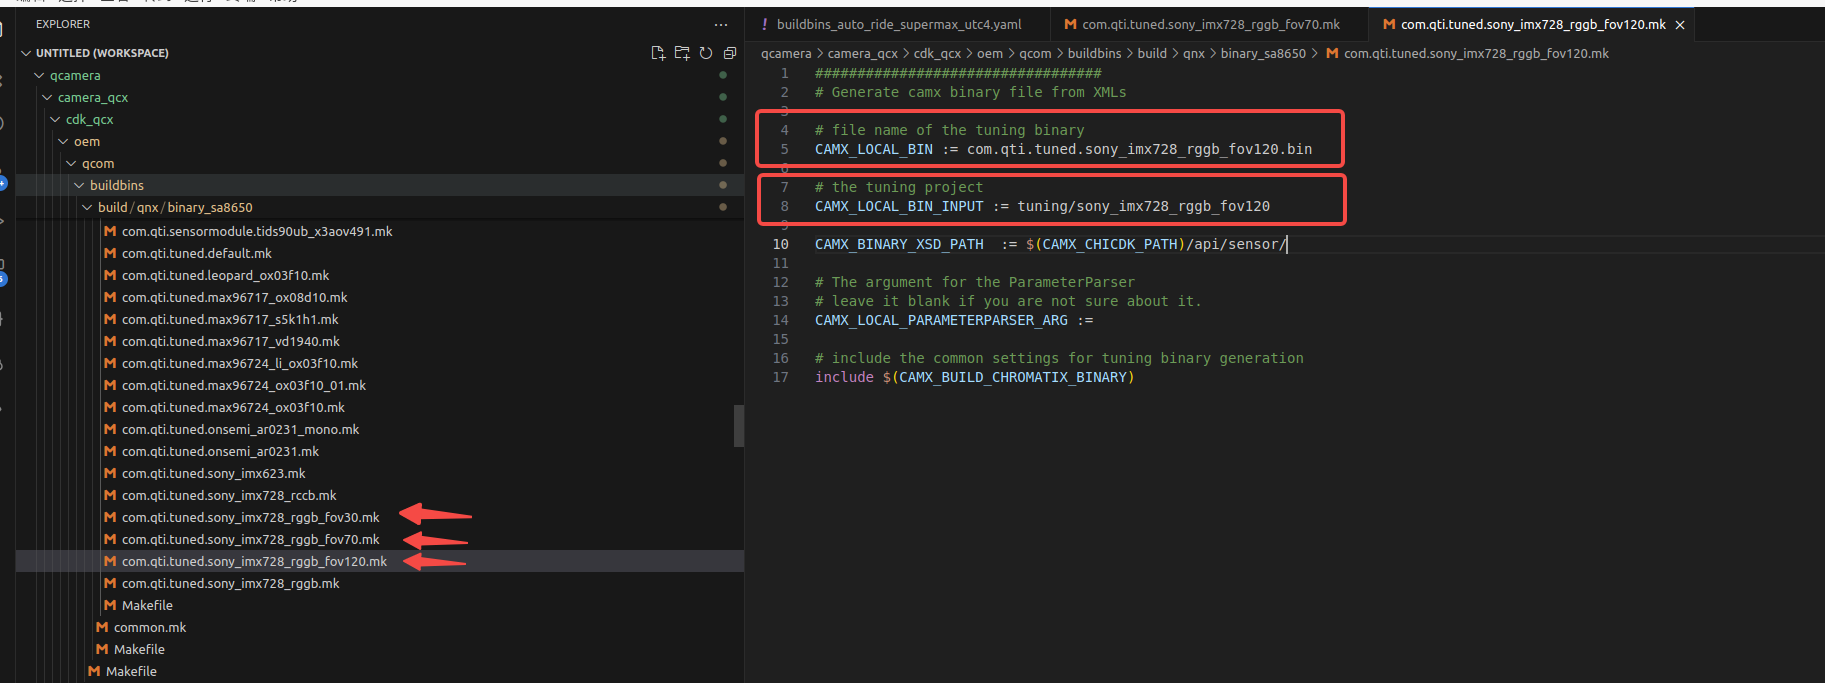 EXPLORER
UNTITLED (WORKSPACE)
qcamera
camera_qcx
cdk_qcx
oem
qcom
buildbins
build/qnx/binary_sa8650
com.qti.sensormodule.tids90ub_x3aov491.mk
com.qti.tuned.default.mk
com.qti.tuned.leopard_ox03f10.mk
com.qti.tuned.max96717_ox08d10.mk
com.qti.tuned.max96717_s5k1h1.mk
com.qti.tuned.max96717_vd1940.mk
com.qti.tuned.max96724_li_ox03f10.mk
com.qti.tuned.max96724_ox03f10_01.mk
com.qti.tuned.max96724_ox03f10.mk
com.qti.tuned.onsemi_ar0231_mono.mk
com.qti.tuned.onsemi_ar0231.mk
com.qti.tuned.sony_imx623.mk
com.qti.tuned.sony_imx728_rccb.mk
com.qti.tuned.sony_imx728_rggb_fov30.mk
com.qti.tuned.sony_imx728_rggb_fov70.mk
com.qti.tuned.sony_imx728_rggb_fov120.mk
com.qti.tuned.sony_imx728_rggb.mk
Makefile
common.mk
Makefile
Makefile
buildbins_auto_ride_supermax_utc4.yaml
com.qti.tuned.sony_imx728_rggb_fov70.mk
com.qti.tuned.sony_imx728_rggb_fov120.mk
qcamera > camera_qcx > cdk_qcx > oem > qcom > buildbins > build > qnx > binary_sa8650 > com.qti.tuned.sony_imx728_rggb_fov120.mk
1 ##################################
2 # Generate camx binary file from XMLs
3
4 # file name of the tuning binary
5 CAMX_LOCAL_BIN := com.qti.tuned.sony_imx728_rggb_fov120.bin
6
7 # the tuning project
8 CAMX_LOCAL_BIN_INPUT := tuning/sony_imx728_rggb_fov120
9
10 CAMX_BINARY_XSD_PATH := $(CAMX_CHICDK_PATH)/api/sensor/
11
12 # The argument for the ParameterParser
13 # leave it blank if you are not sure about it.
14 CAMX_LOCAL_PARAMETERPARSER_ARG :=
15
16 # include the common settings for tuning binary generation
17 include $(CAMX_BUILD_CHROMATIX_BINARY)